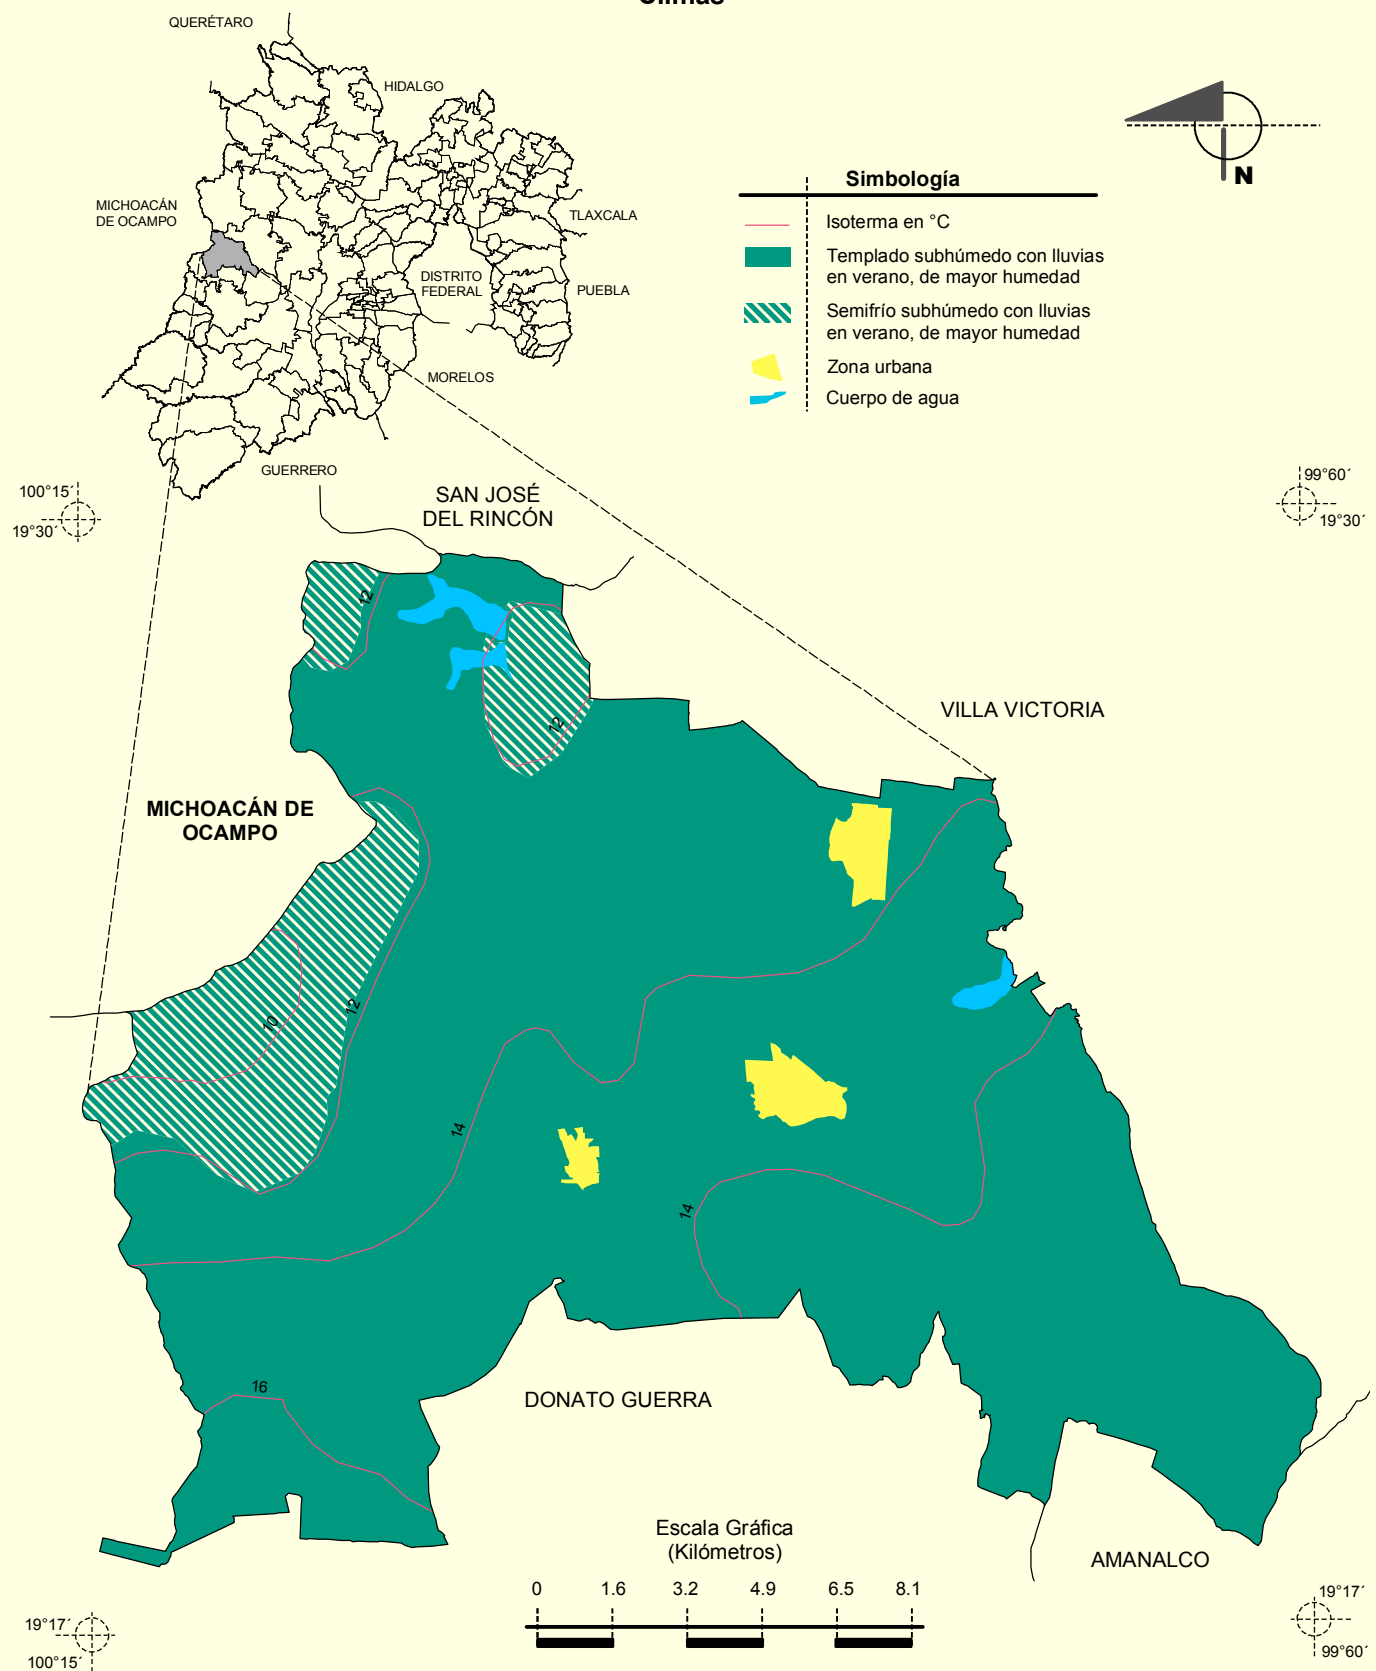 Climas
QUERÉTARO
HIDALGO
MICHOACÁN
DE OCAMPO
TLAXCALA
DISTRITO
FEDERAL
PUEBLA
MORELOS
GUERRERO
N
Simbología
Isoterma en °C
Templado subhúmedo con lluvias
en verano, de mayor humedad
Semifrío subhúmedo con lluvias
en verano, de mayor humedad
Zona urbana
Cuerpo de agua
100°15´
19°30´
99°60´
19°30´
SAN JOSÉ
DEL RINCÓN
12
12
VILLA VICTORIA
MICHOACÁN DE
OCAMPO
10
12
14
14
16
DONATO GUERRA
AMANALCO
Escala Gráfica
(Kilómetros)
0 1.6 3.2 4.9 6.5 8.1
19°17´
100°15´
19°17´
99°60´